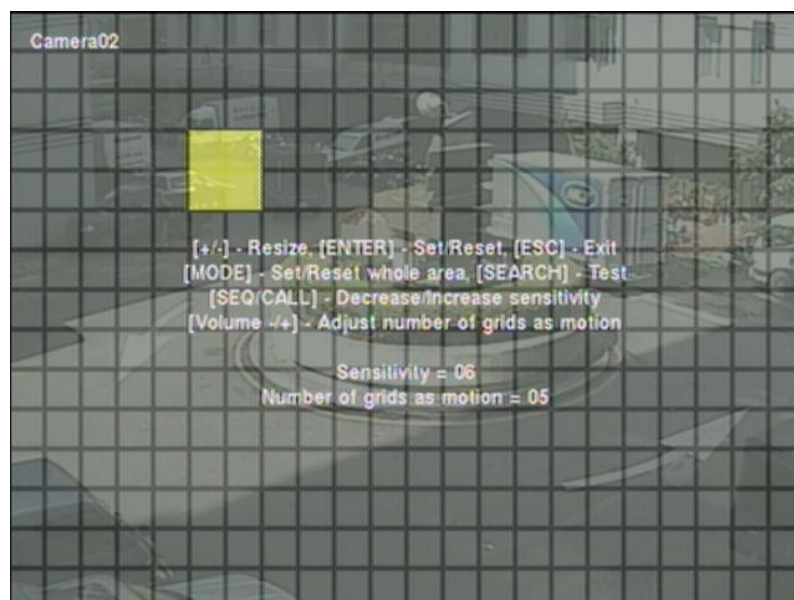 Camera02
[+/-] - Resize, [ENTER] - Set/Reset, [ESC] - Exit
[MODE] - Set/Reset whole area, [SEARCH] - Test
[SEQ/CALL] - Decrease/Increase sensitivity
[Volume -/+] - Adjust number of grids as motion
Sensitivity = 06
Number of grids as motion = 05